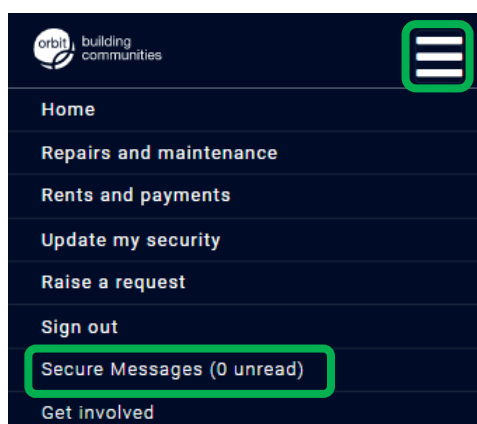 orbit building
communities
Home
Repairs and maintenance
Rents and payments
Update my security
Raise a request
Sign out
Secure Messages (0 unread)
Get involved